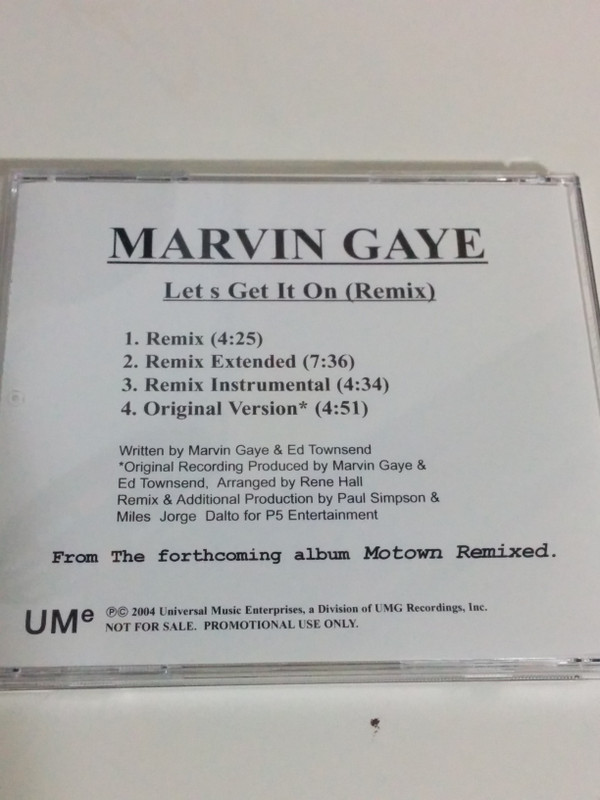 MARVIN GAYE
Let s Get It On (Remix)
1. Remix (4:25)
2. Remix Extended (7:36)
3. Remix Instrumental (4:34)
4. Original Version* (4:51)
Written by Marvin Gaye & Ed Townsend
*Original Recording Produced by Marvin Gaye &
Ed Townsend, Arranged by Rene Hall
Remix & Additional Production by Paul Simpson &
Miles Jorge Dalto for P5 Entertainment
From The forthcoming album Motown Remixed.
UMe
℗© 2004 Universal Music Enterprises, a Division of UMG Recordings, Inc.
NOT FOR SALE. PROMOTIONAL USE ONLY.